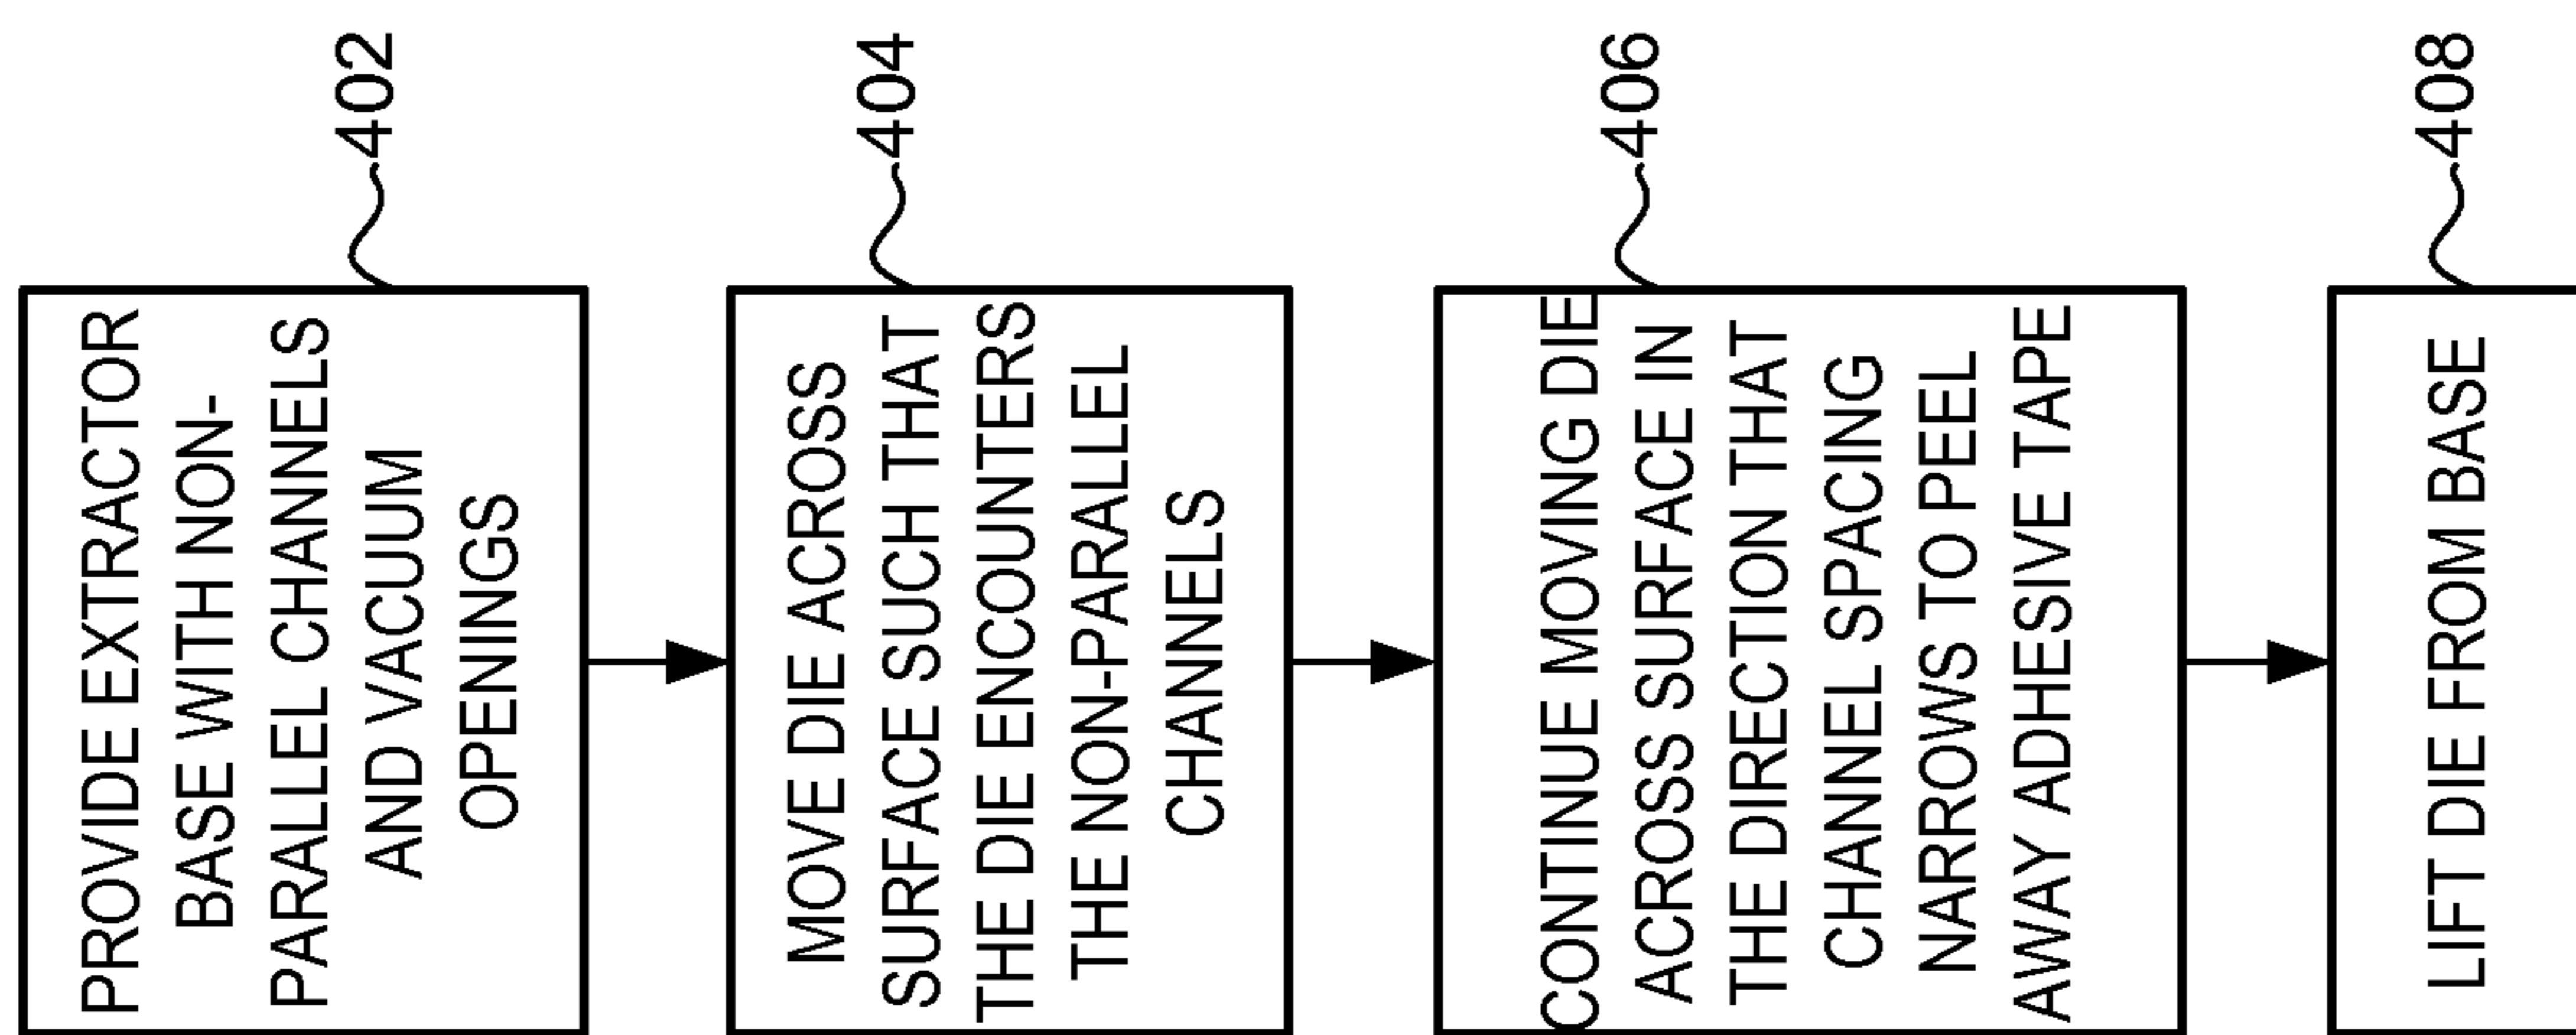 PROVIDE EXTRACTOR
BASE WITH NON-
PARALLEL CHANNELS
AND VACUUM
OPENINGS
402
MOVE DIE ACROSS
SURFACE SUCH THAT
THE DIE ENCOUNTERS
THE NON-PARALLEL
CHANNELS
404
CONTINUE MOVING DIE
ACROSS SURFACE IN
THE DIRECTION THAT
CHANNEL SPACING
NARROWS TO PEEL
AWAY ADHESIVE TAPE
406
LIFT DIE FROM BASE
408